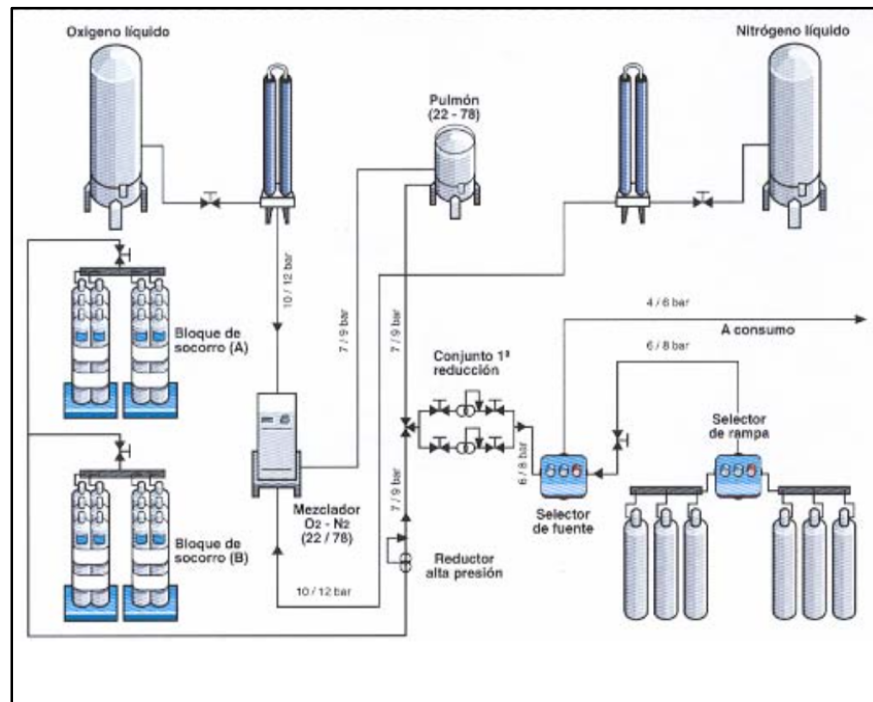 Oxígeno líquido
Nitrógeno líquido
Pulmón
(22 - 78)
10 / 12 bar
7 / 9 bar
7 / 9 bar
4 / 6 bar
A consumo
6 / 8 bar
Bloque de
socorro (A)
Conjunto 1ª
reducción
Selector
de rampa
6 / 8 bar
7 / 9 bar
Mezclador
O2 - N2
(22 / 78)
Selector
de fuente
Bloque de
socorro (B)
Reductor
alta presión
10 / 12 bar